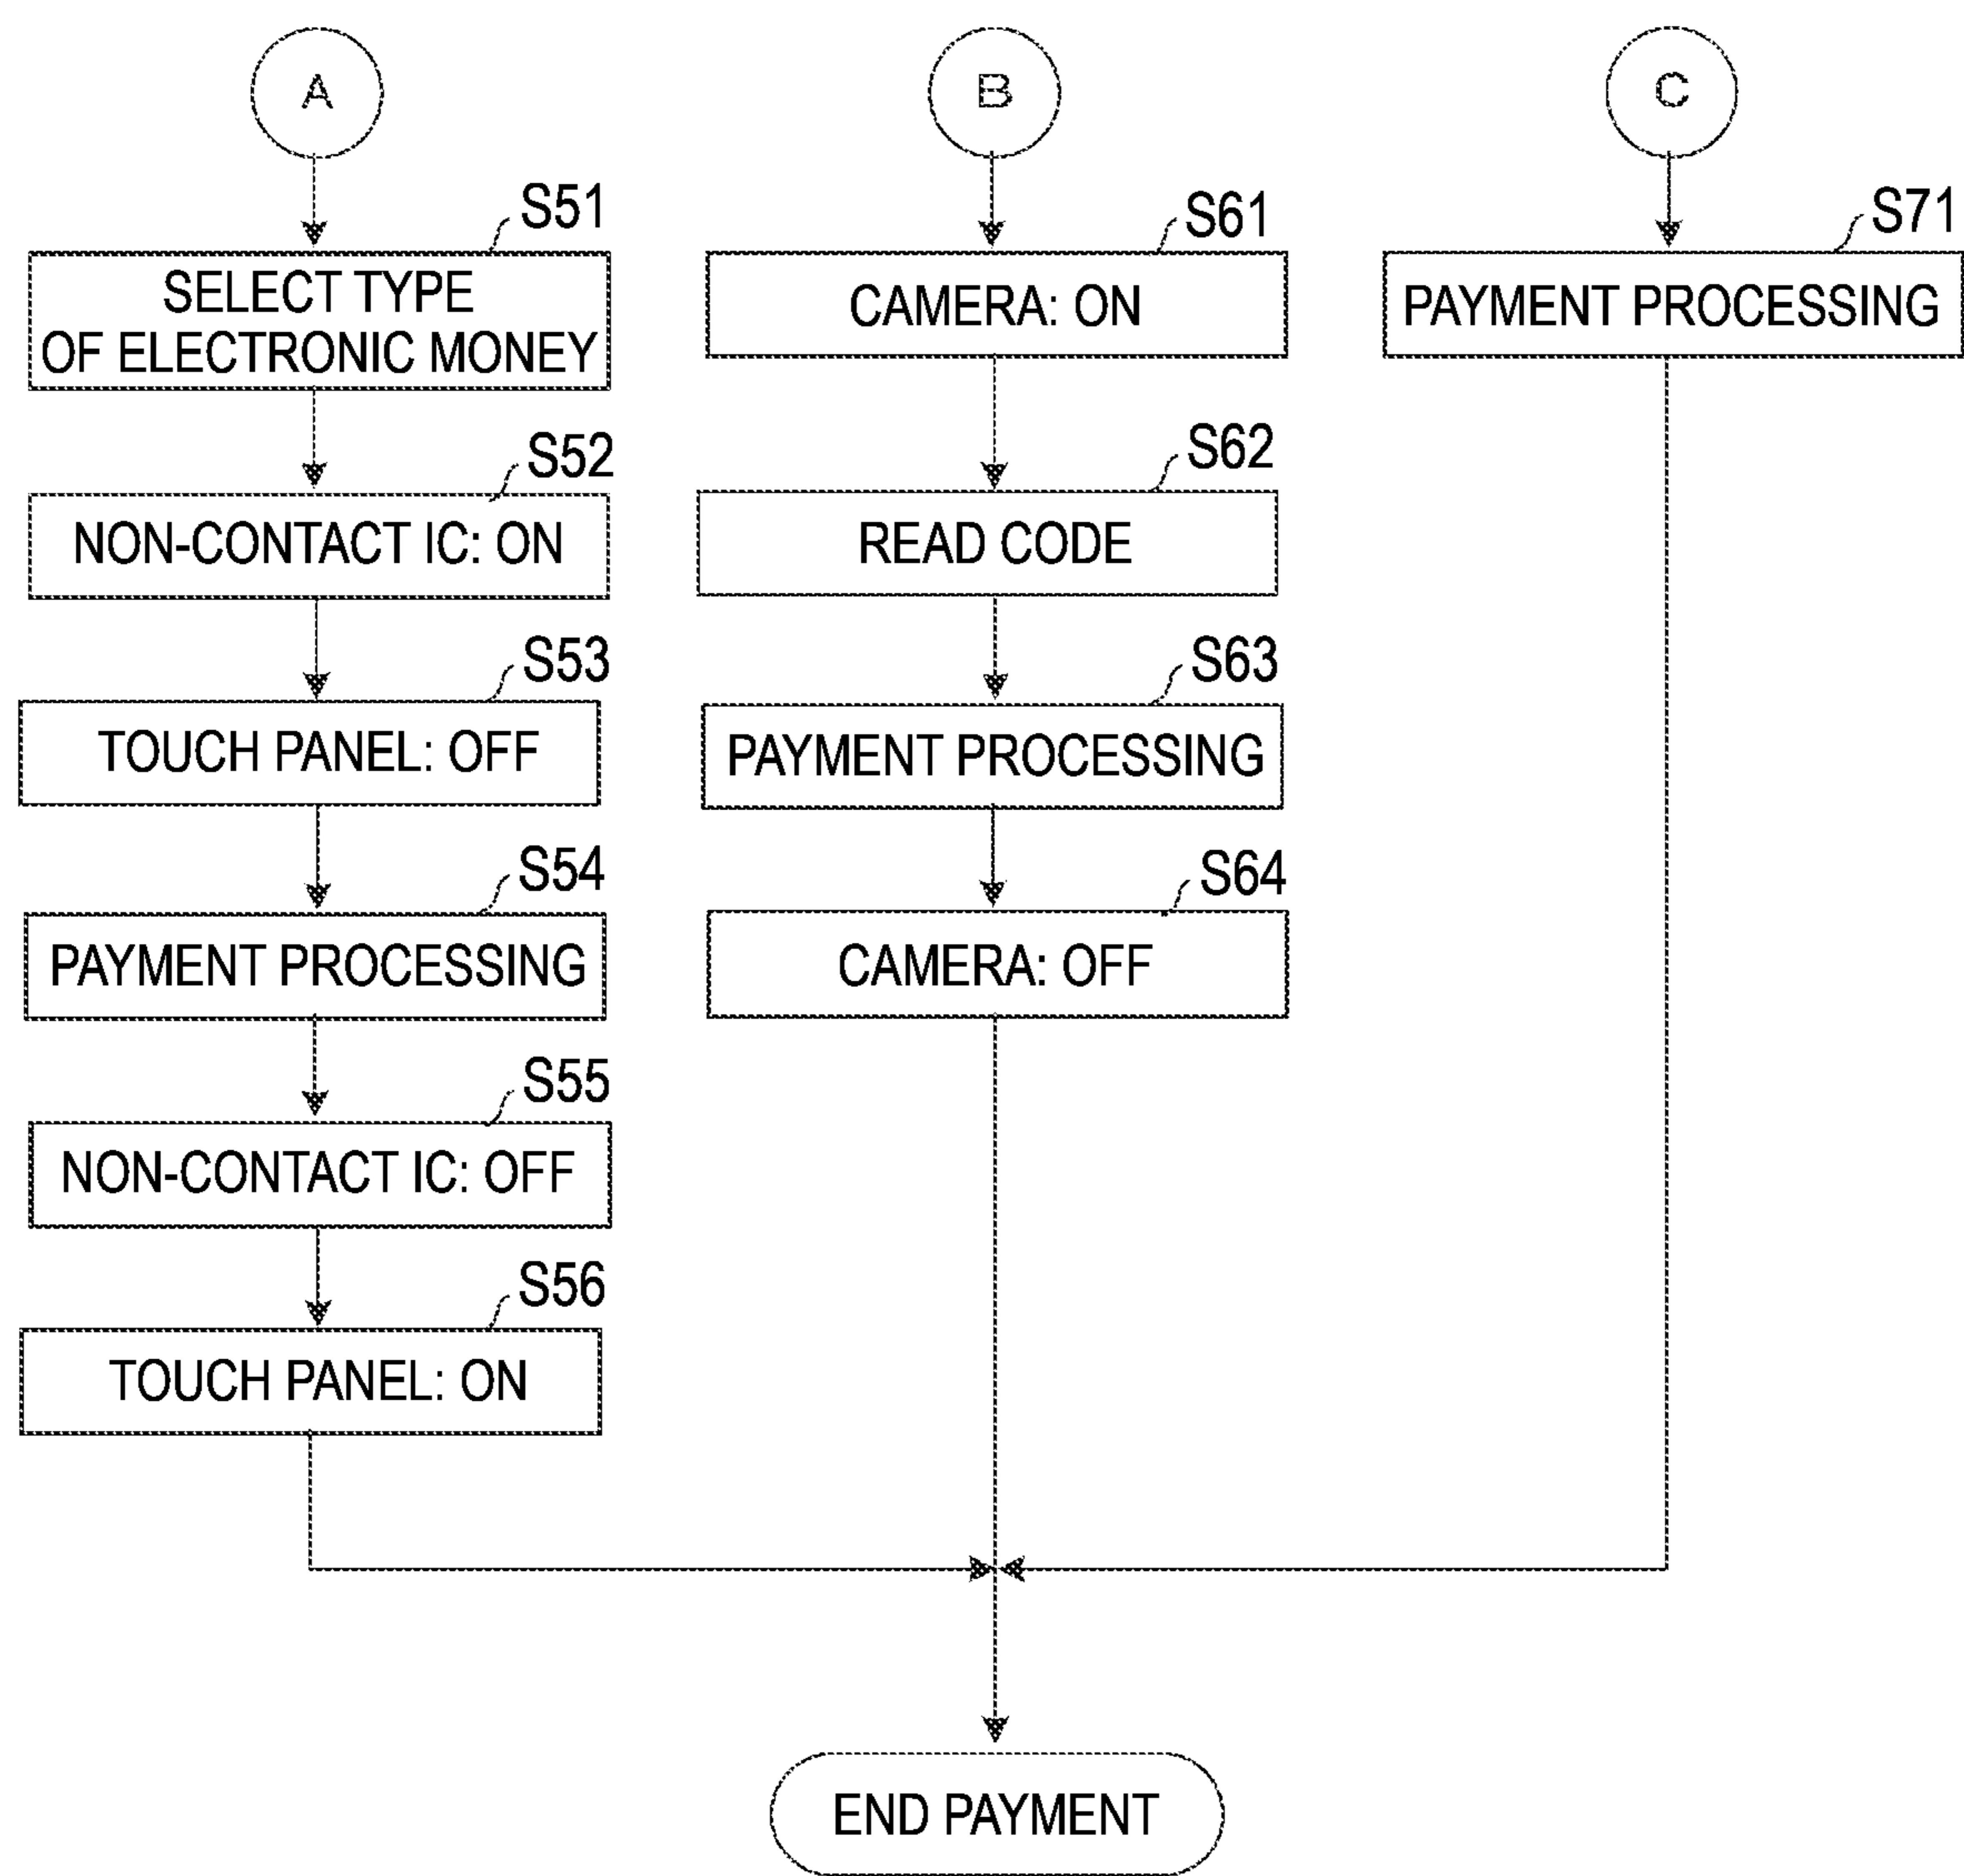 A
B
C
S51
SELECT TYPE
OF ELECTRONIC MONEY
S52
NON-CONTACT IC: ON
S53
TOUCH PANEL: OFF
S54
PAYMENT PROCESSING
S55
NON-CONTACT IC: OFF
S56
TOUCH PANEL: ON
S61
CAMERA: ON
S62
READ CODE
S63
PAYMENT PROCESSING
S64
CAMERA: OFF
S71
PAYMENT PROCESSING
END PAYMENT